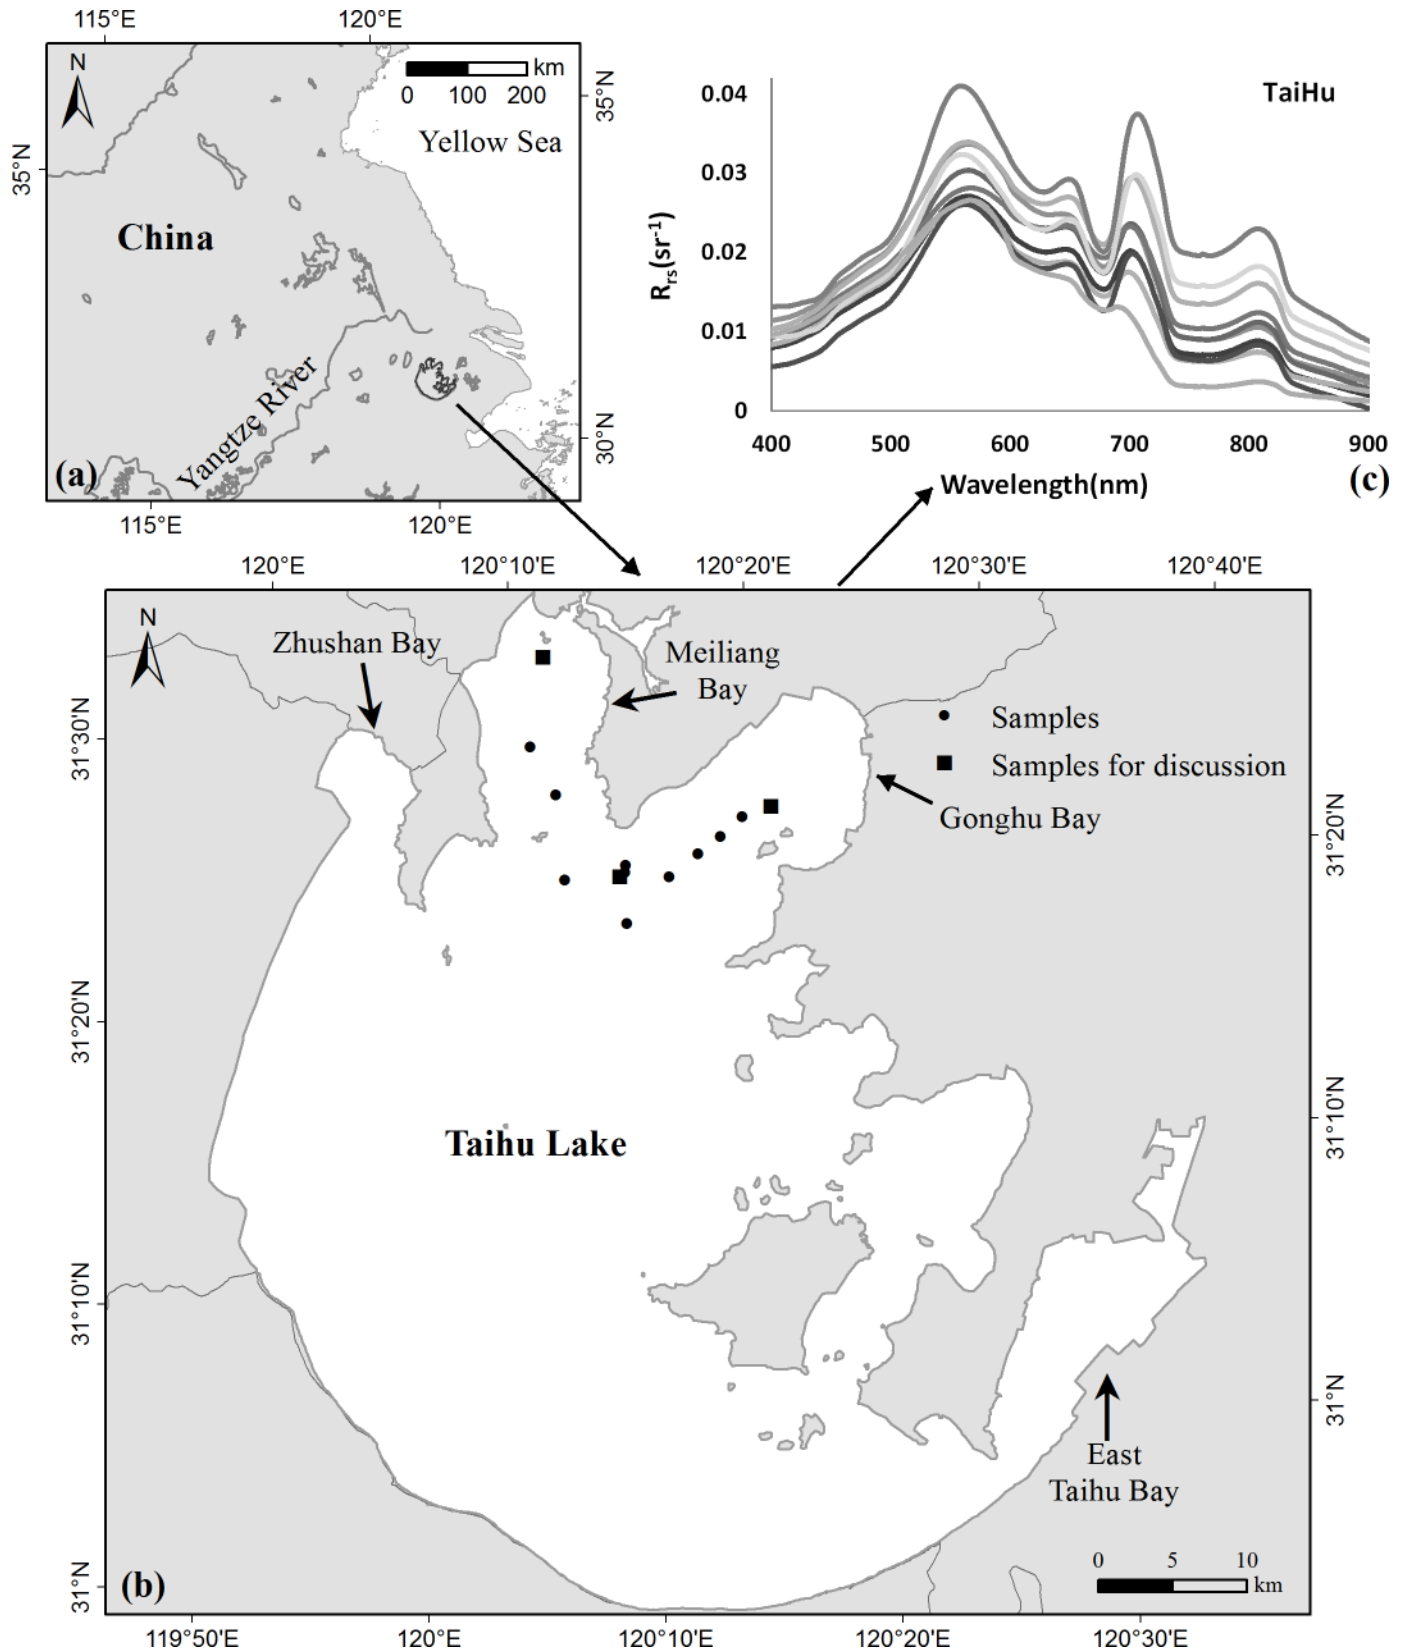 115°E
120°E
N
km
0
100
200
Yellow Sea
35°N
35°N
China
Yangtze River
30°N
(a)
115°E
120°E
TaiHu
0.04
0.03
0.02
0.01
0
Rrs(sr-1)
400
500
600
700
800
900
Wavelength(nm)
(c)
120°E
120°10'E
120°20'E
120°30'E
120°40'E
N
Zhushan Bay
Meiliang
Bay
Samples
Samples for discussion
Gonghu Bay
31°30'N
31°20'N
31°20'N
31°10'N
Taihu Lake
31°10'N
31°N
East
Taihu Bay
0
5
10
km
31°N
(b)
119°50'E
120°E
120°10'E
120°20'E
120°30'E